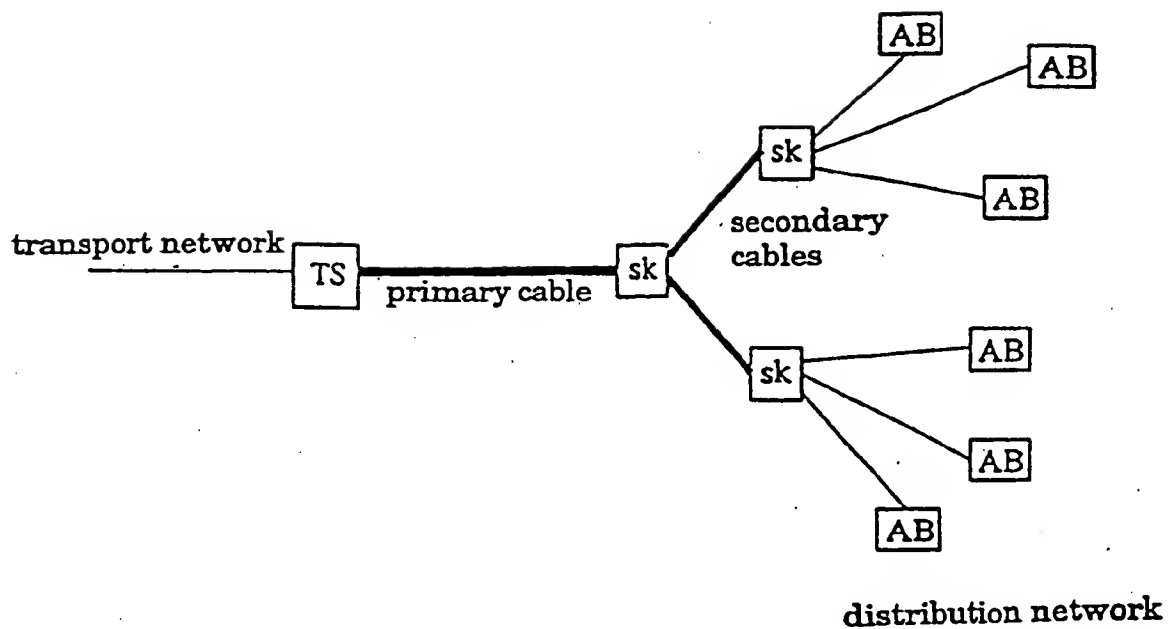 AB
AB
sk
AB
secondary
cables
transport network
TS
primary cable
sk
AB
sk
AB
AB
distribution network